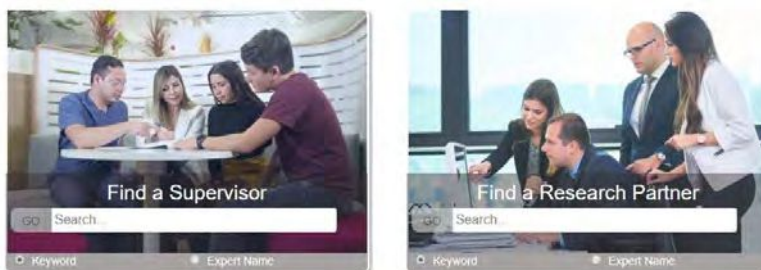 Find a Supervisor
GO Search...
Keyword Expert Name
Find a Research Partner
GO Search...
Keyword Expert Name